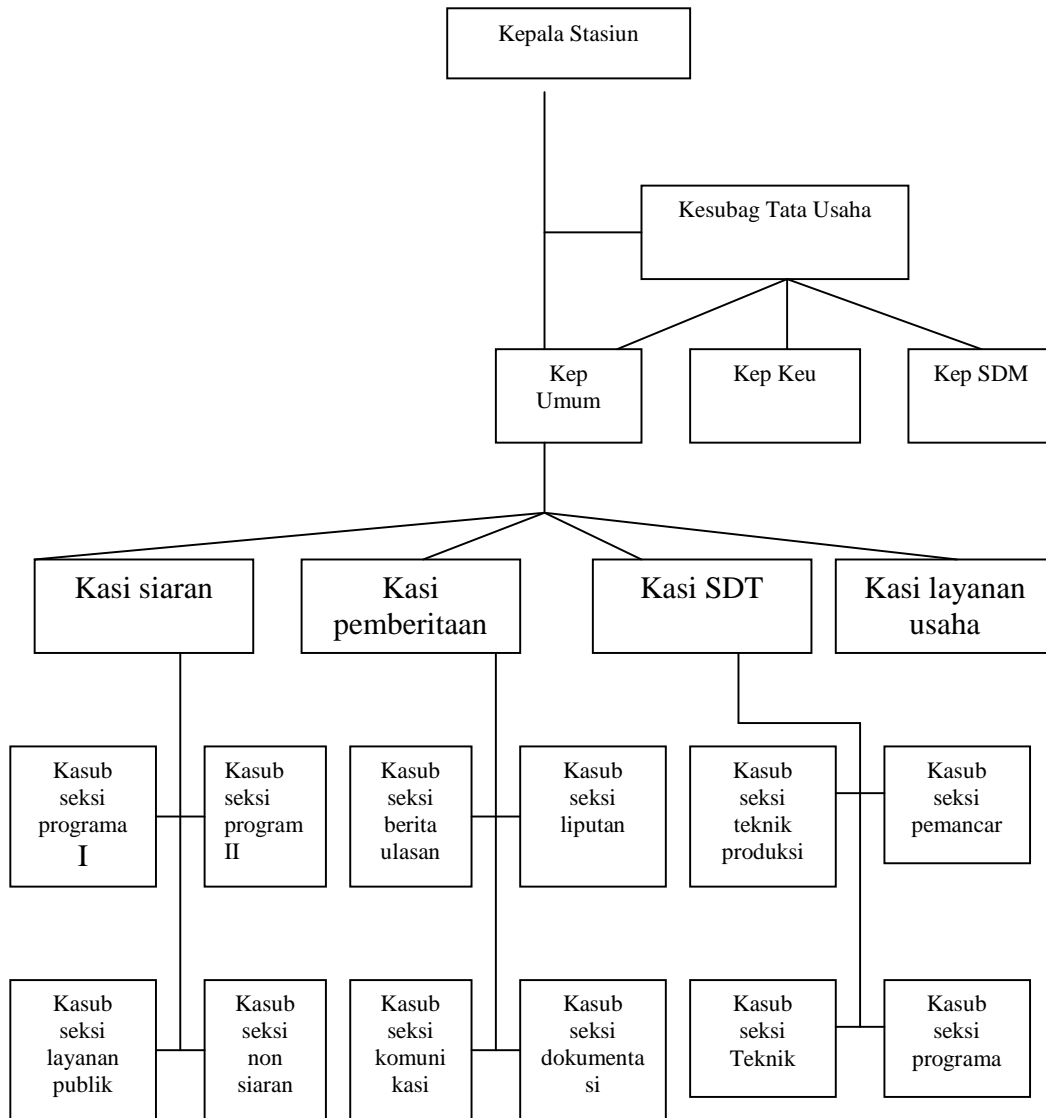 Kepala Stasiun
Kesubag Tata Usaha
Kep
Umum
Kep Keu
Kep SDM
Kasi siaran
Kasi
pemberitaan
Kasi SDT
Kasi layanan
usaha
Kasub
seksi
programa
I
Kasub
seksi
program
II
Kasub
seksi
berita
ulasan
Kasub
seksi
liputan
Kasub
seksi
teknik
produksi
Kasub
seksi
pemancar
Kasub
seksi
layanan
publik
Kasub
seksi
non
siaran
Kasub
seksi
komuni
kasi
Kasub
seksi
dokumenta
si
Kasub
seksi
Teknik
Kasub
seksi
programa